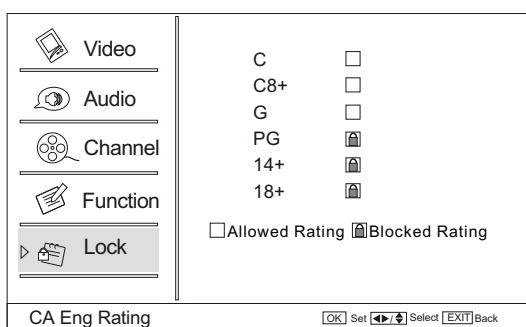 Video
Audio
Channel
Function
Lock
C
C8+
G
PG
14+
18+
Allowed Rating Blocked Rating
CA Eng Rating
OK Set / Select EXIT Back